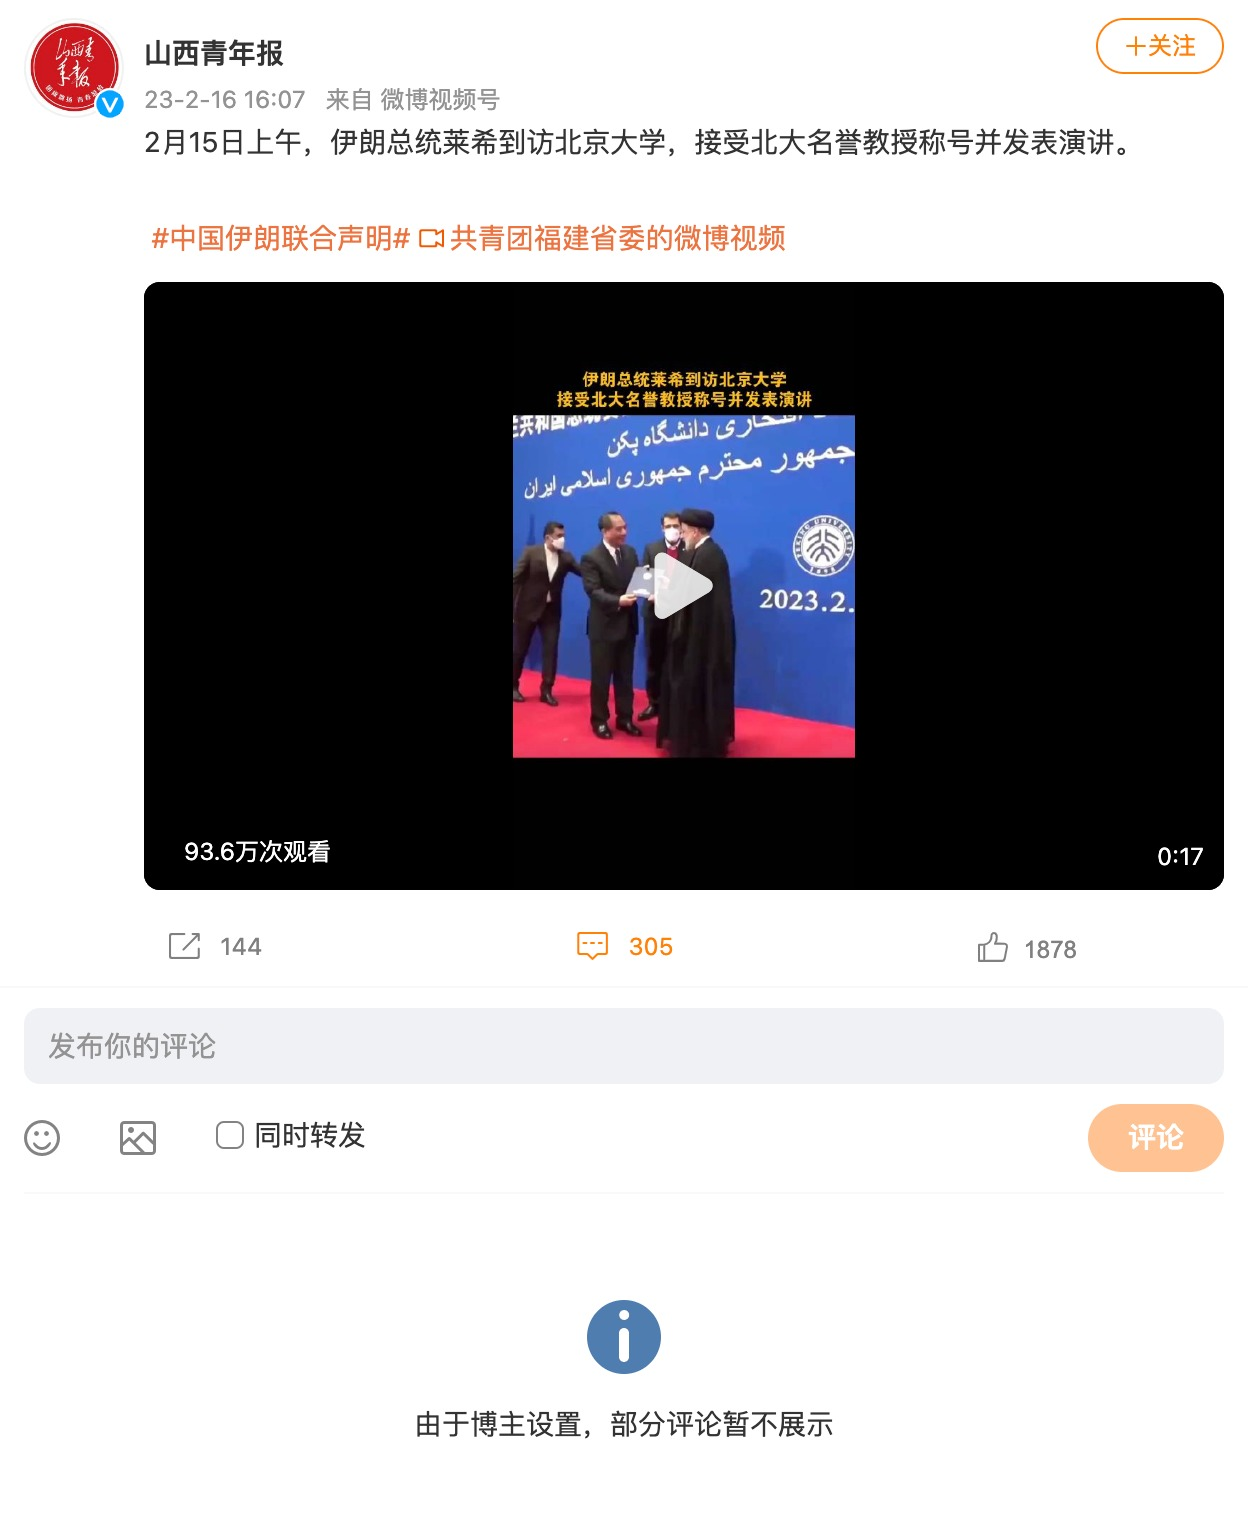 山西青年报
+关注
23-2-16 16:07 来自 微博视频号
2月15日上午，伊朗总统莱希到访北京大学，接受北大名誉教授称号并发表演讲。
#中国伊朗联合声明# 共青团福建省委的微博视频
伊朗总统莱希到访北京大学
接受北大名誉教授称号并发表演讲
افتخاری دانشگاه پکن
جمهور محترم جمهوری اسلامی ایران
PEKING UNIVERSITY
1898
2023.2.
93.6万次观看
0:17
144
305
1878
发布你的评论
同时转发
评论
由于博主设置，部分评论暂不展示